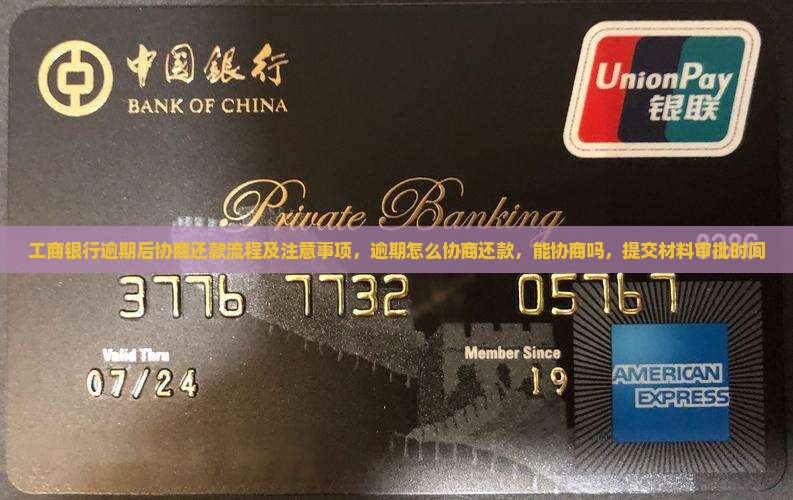 中国银行
BANK OF CHINA
UnionPay
银联
Private Banking
工商银行逾期后协商还款流程及注意事项，逾期怎么协商还款，能协商吗，提交材料审批时间
3776 7732 05767
Valid Thru
Member Since
07/24
19
AMERICAN
EXPRESS